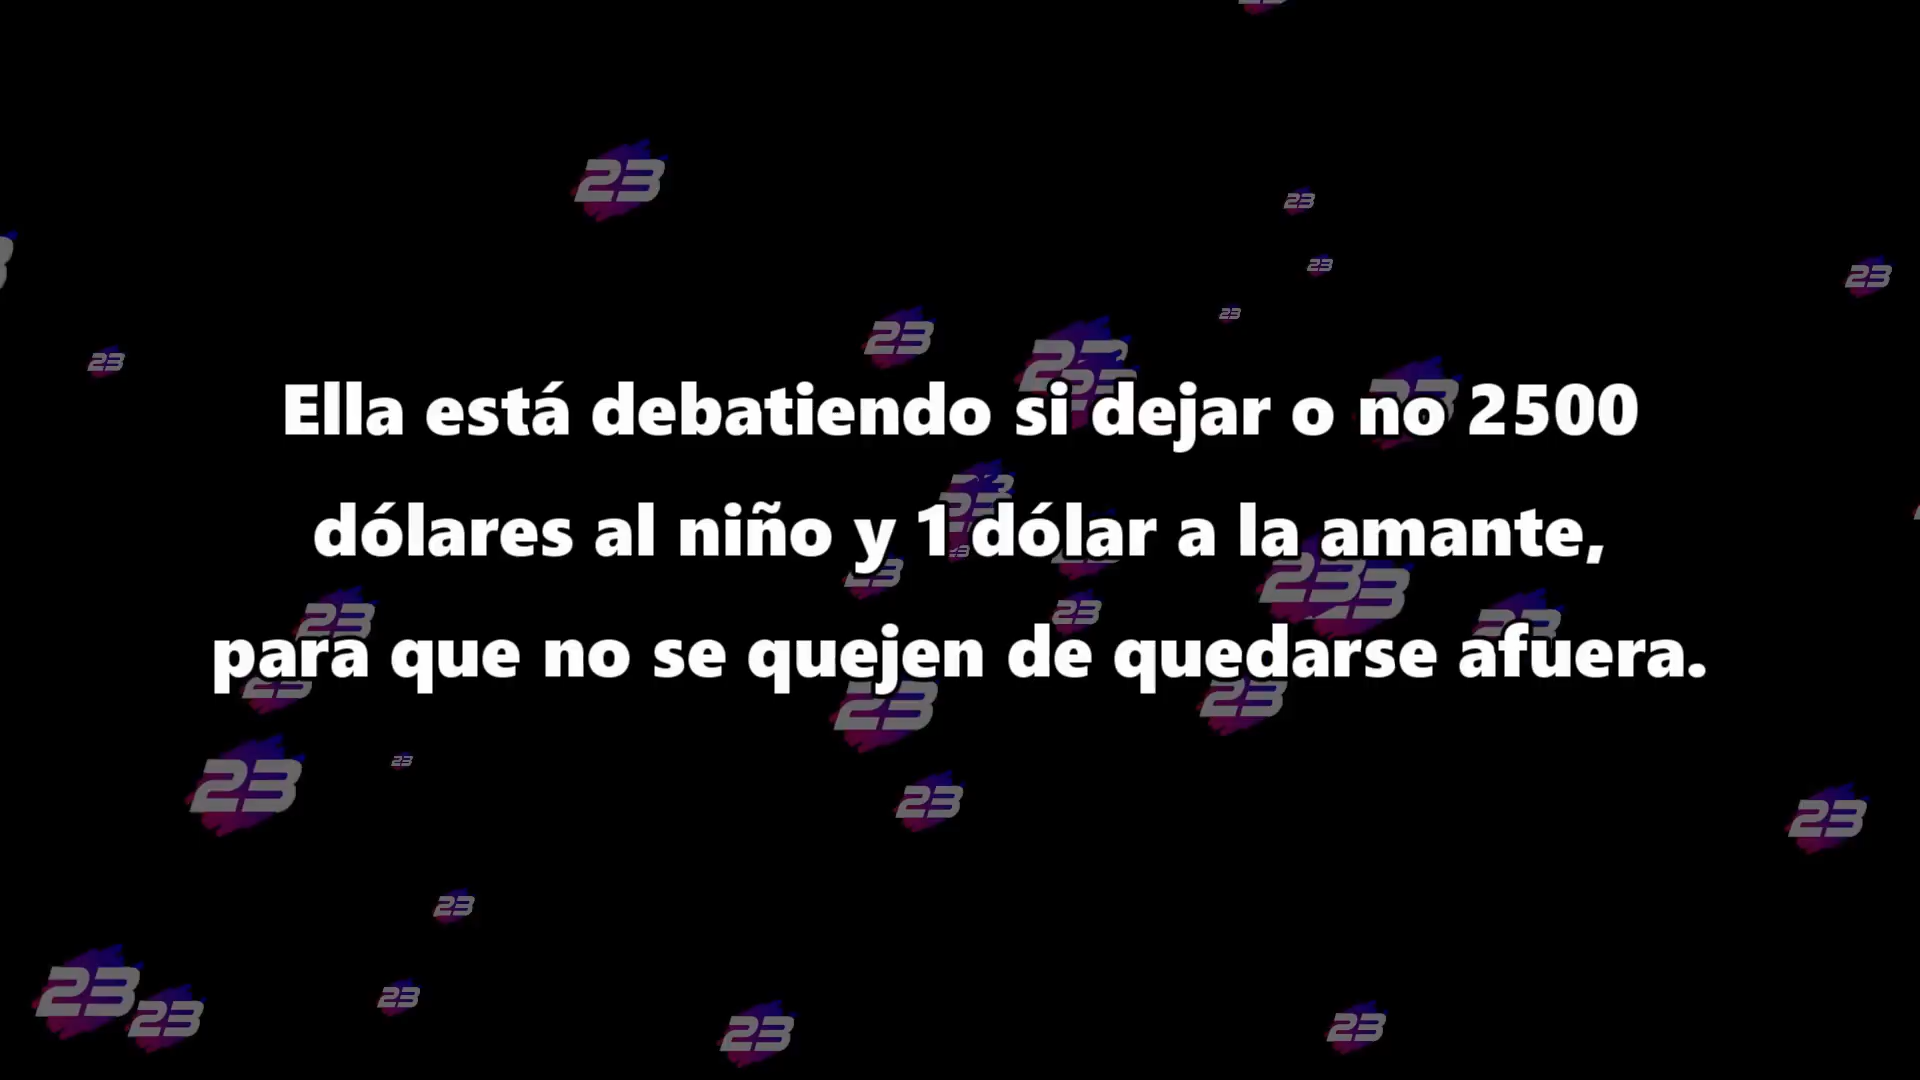 Ella está debatiendo si dejar o no 2500
dólares al niño y 1 dólar a la amante,
para que no se quejen de quedarse afuera.